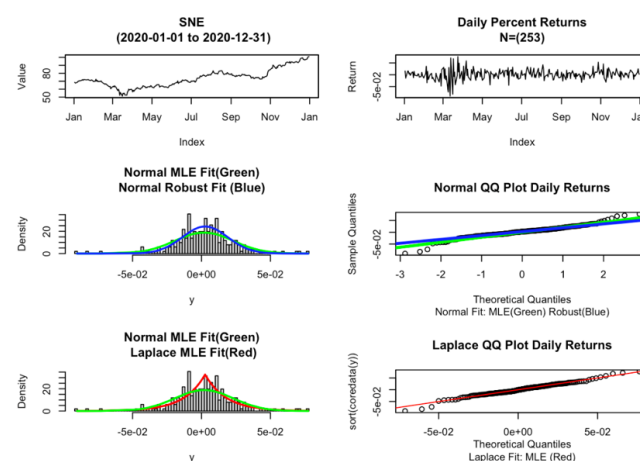 SNE
(2020-01-01 to 2020-12-31)
Value
50
80
Jan
Mar
May
Jul
Sep
Nov
Jan
Index
Daily Percent Returns
N=(253)
Return
-5e-02
Jan
Mar
May
Jul
Sep
Nov
Index
Normal MLE Fit(Green)
Normal Robust Fit (Blue)
Density
0
20
-5e-02
0e+00
5e-02
y
Normal QQ Plot Daily Returns
Sample Quantiles
-5e-02
-3
-2
-1
0
1
2
Theoretical Quantiles
Normal Fit: MLE(Green) Robust(Blue)
Normal MLE Fit(Green)
Laplace MLE Fit(Red)
Density
0
20
-5e-02
0e+00
5e-02
y
Laplace QQ Plot Daily Returns
sort(coredata(y))
-5e-02
-5e-02
0e+00
5e-02
Theoretical Quantiles
Laplace Fit: MLE (Red)